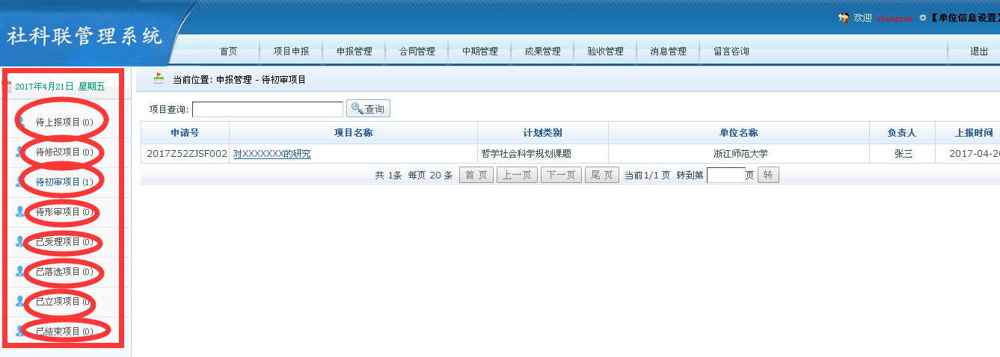 社科联管理系统
欢迎 zhangsan 【单位信息设置】
首页 项目申报 申报管理 合同管理 中期管理 成果管理 验收管理 消息管理 留言咨询 退出
2017年4月21日 星期五
待上报项目(0)
待修改项目(0)
待初审项目(1)
待形审项目(0)
已受理项目(0)
已落选项目(0)
已立项项目(0)
已结束项目(0)
当前位置: 申报管理 - 待初审项目
项目查询: 查询
申请号 项目名称 计划类别 单位名称 负责人 上报时间
2017Z52ZJSF002 对XXXXXXX的研究 哲学社会科学规划课题 浙江师范大学 张三 2017-04-20
共 1条 每页 20 条 首 页 上一页 下一页 尾 页 当前1/1 页 转到第 页 转